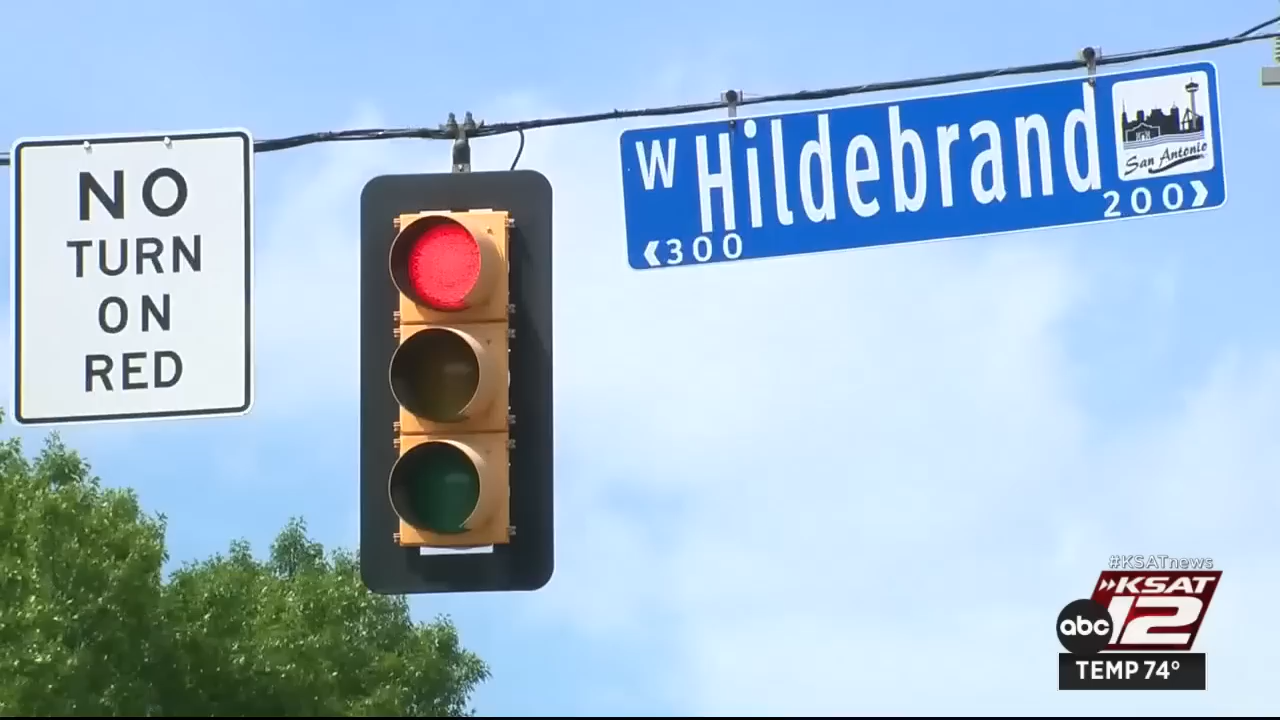 NO
TURN
ON
RED
W Hildebrand
San Antonio
300
200
#KSATnews
KSAT
abc 12
TEMP 74°